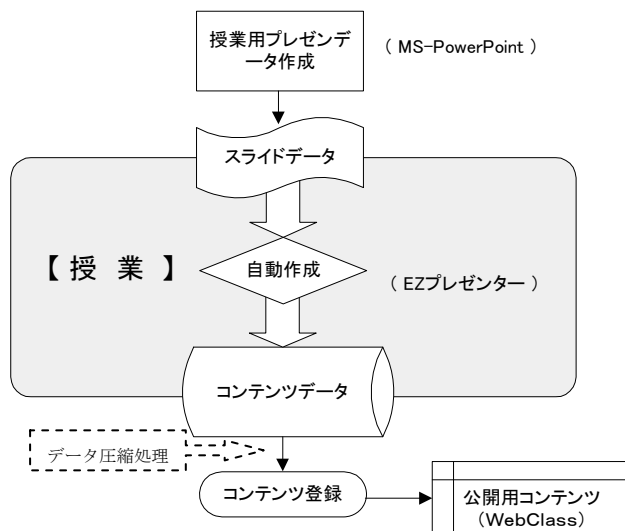 授業用プレゼンデ
ータ作成
（ MS-PowerPoint ）
スライドデータ
【 授　業 】
自動作成
（ EZプレゼンター ）
コンテンツデータ
データ圧縮処理
コンテンツ登録
公開用コンテンツ
（WebClass）